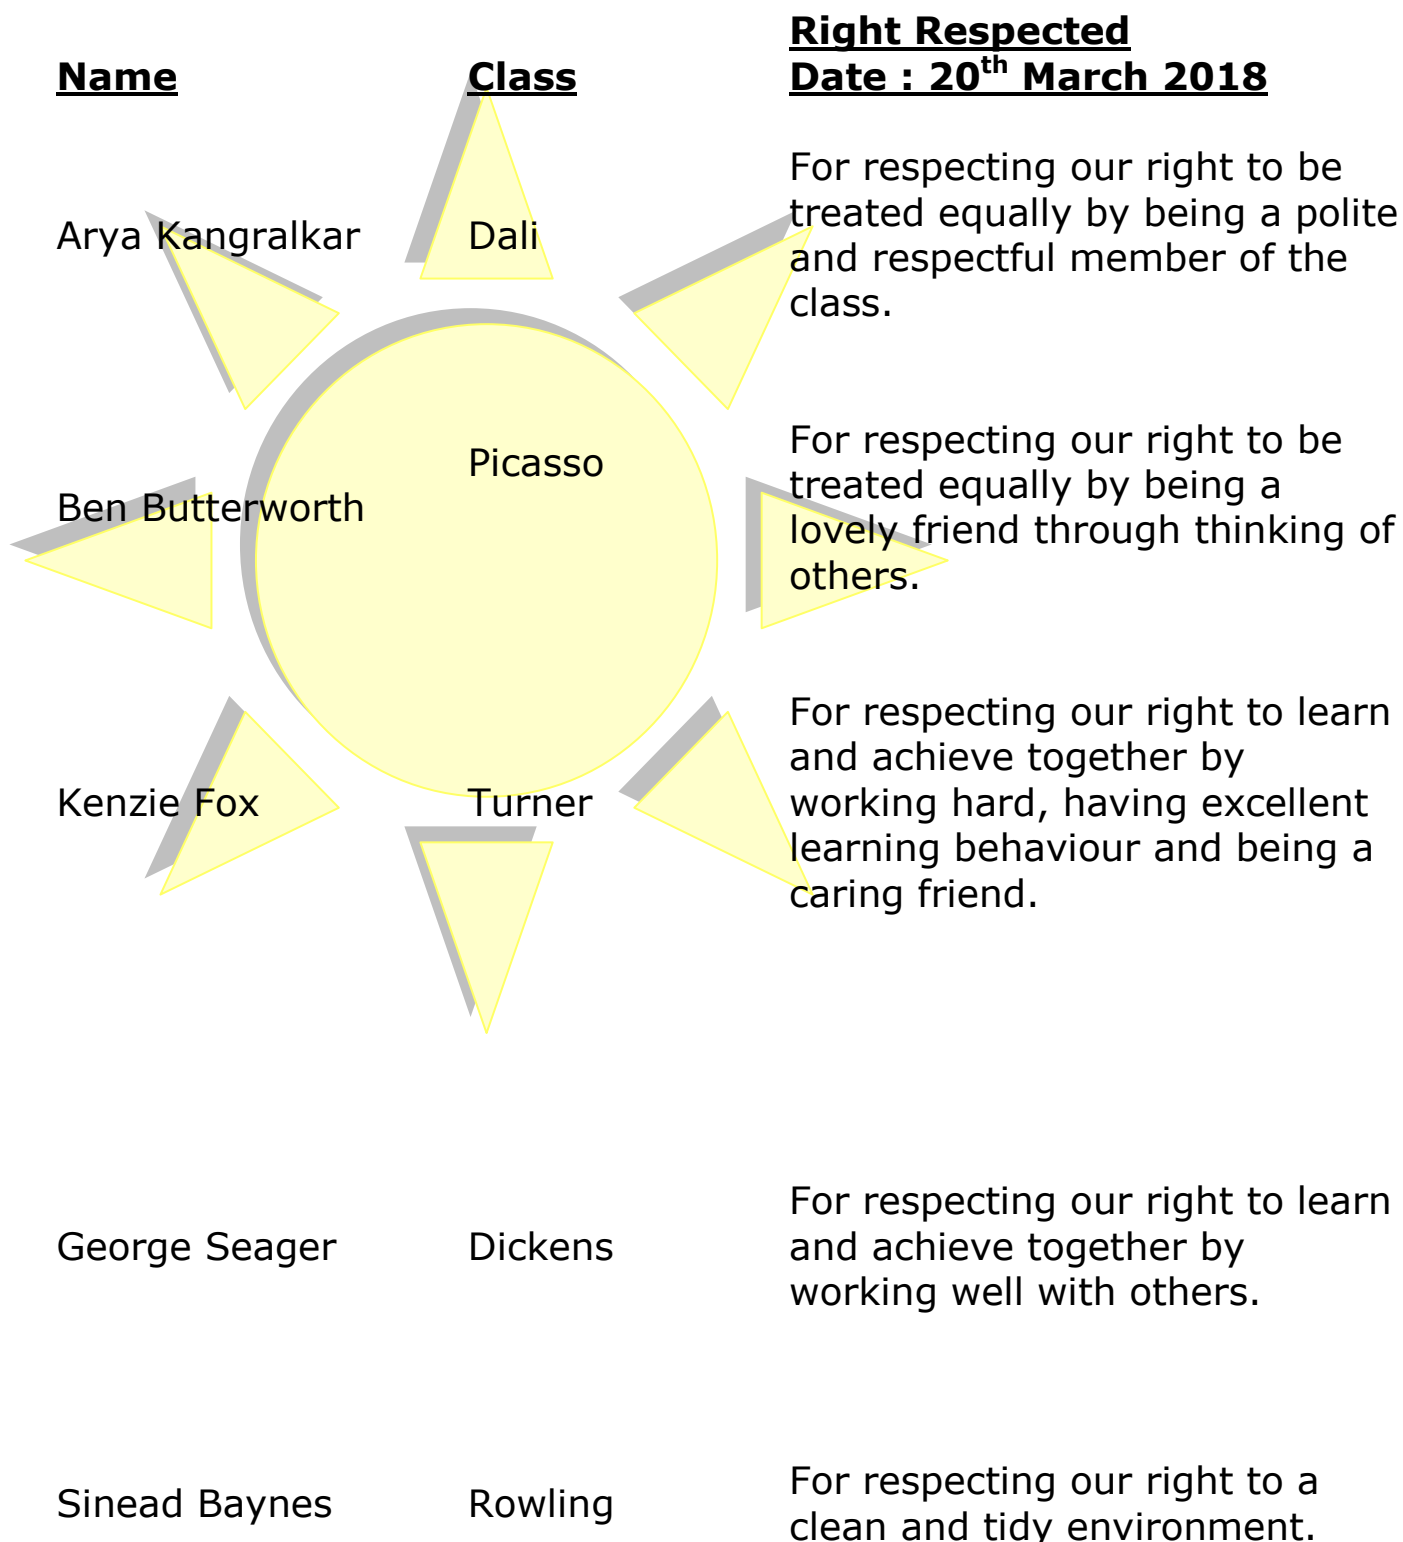 Right Respected
Name Class Date : 20th March 2018
For respecting our right to be
treated equally by being a polite
Arya Kangralkar Dali
and respectful member of the
class.
For respecting our right to be
Picasso
treated equally by being a
Ben Butterworth
lovely friend through thinking of
others.
For respecting our right to learn
and achieve together by
Kenzie Fox Turner working hard, having excellent
learning behaviour and being a
caring friend.
For respecting our right to learn
George Seager Dickens and achieve together by
working well with others.
For respecting our right to a
Sinead Baynes Rowling
clean and tidy environment.